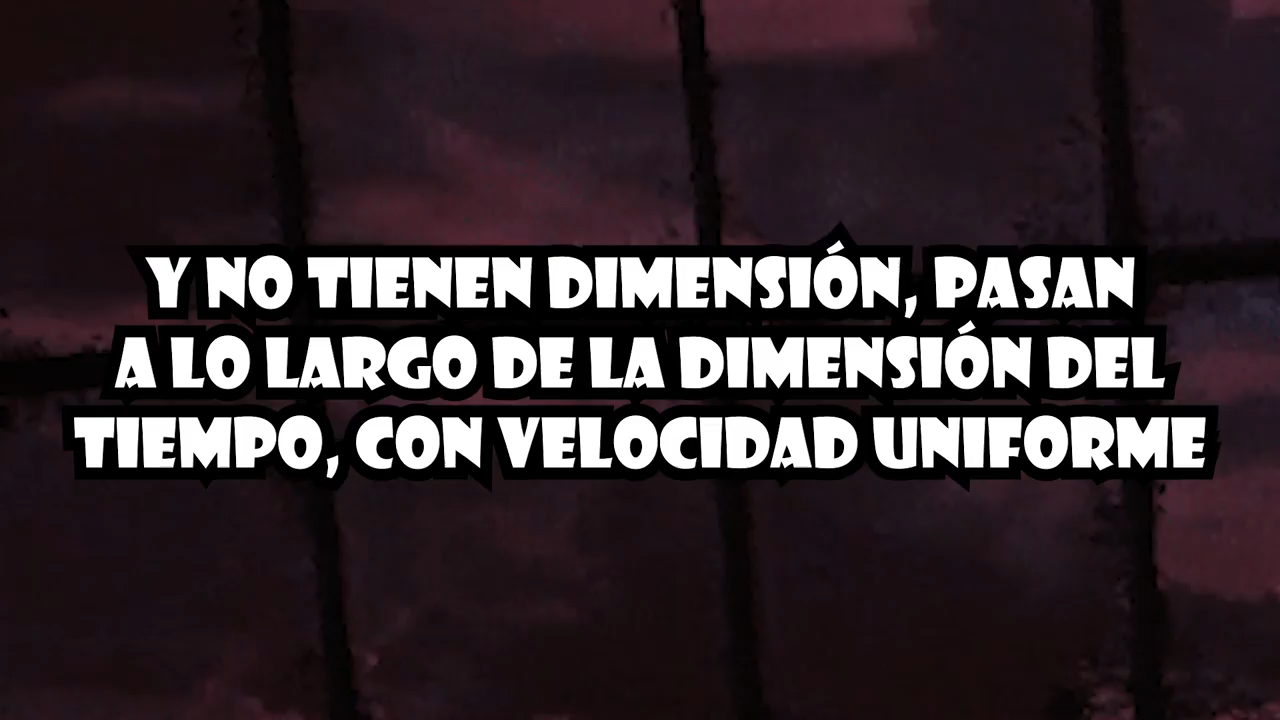 Y NO TIENEN DIMENSIÓN, PASAN
A LO LARGO DE LA DIMENSIÓN DEL
TIEMPO, CON VELOCIDAD UNIFORME